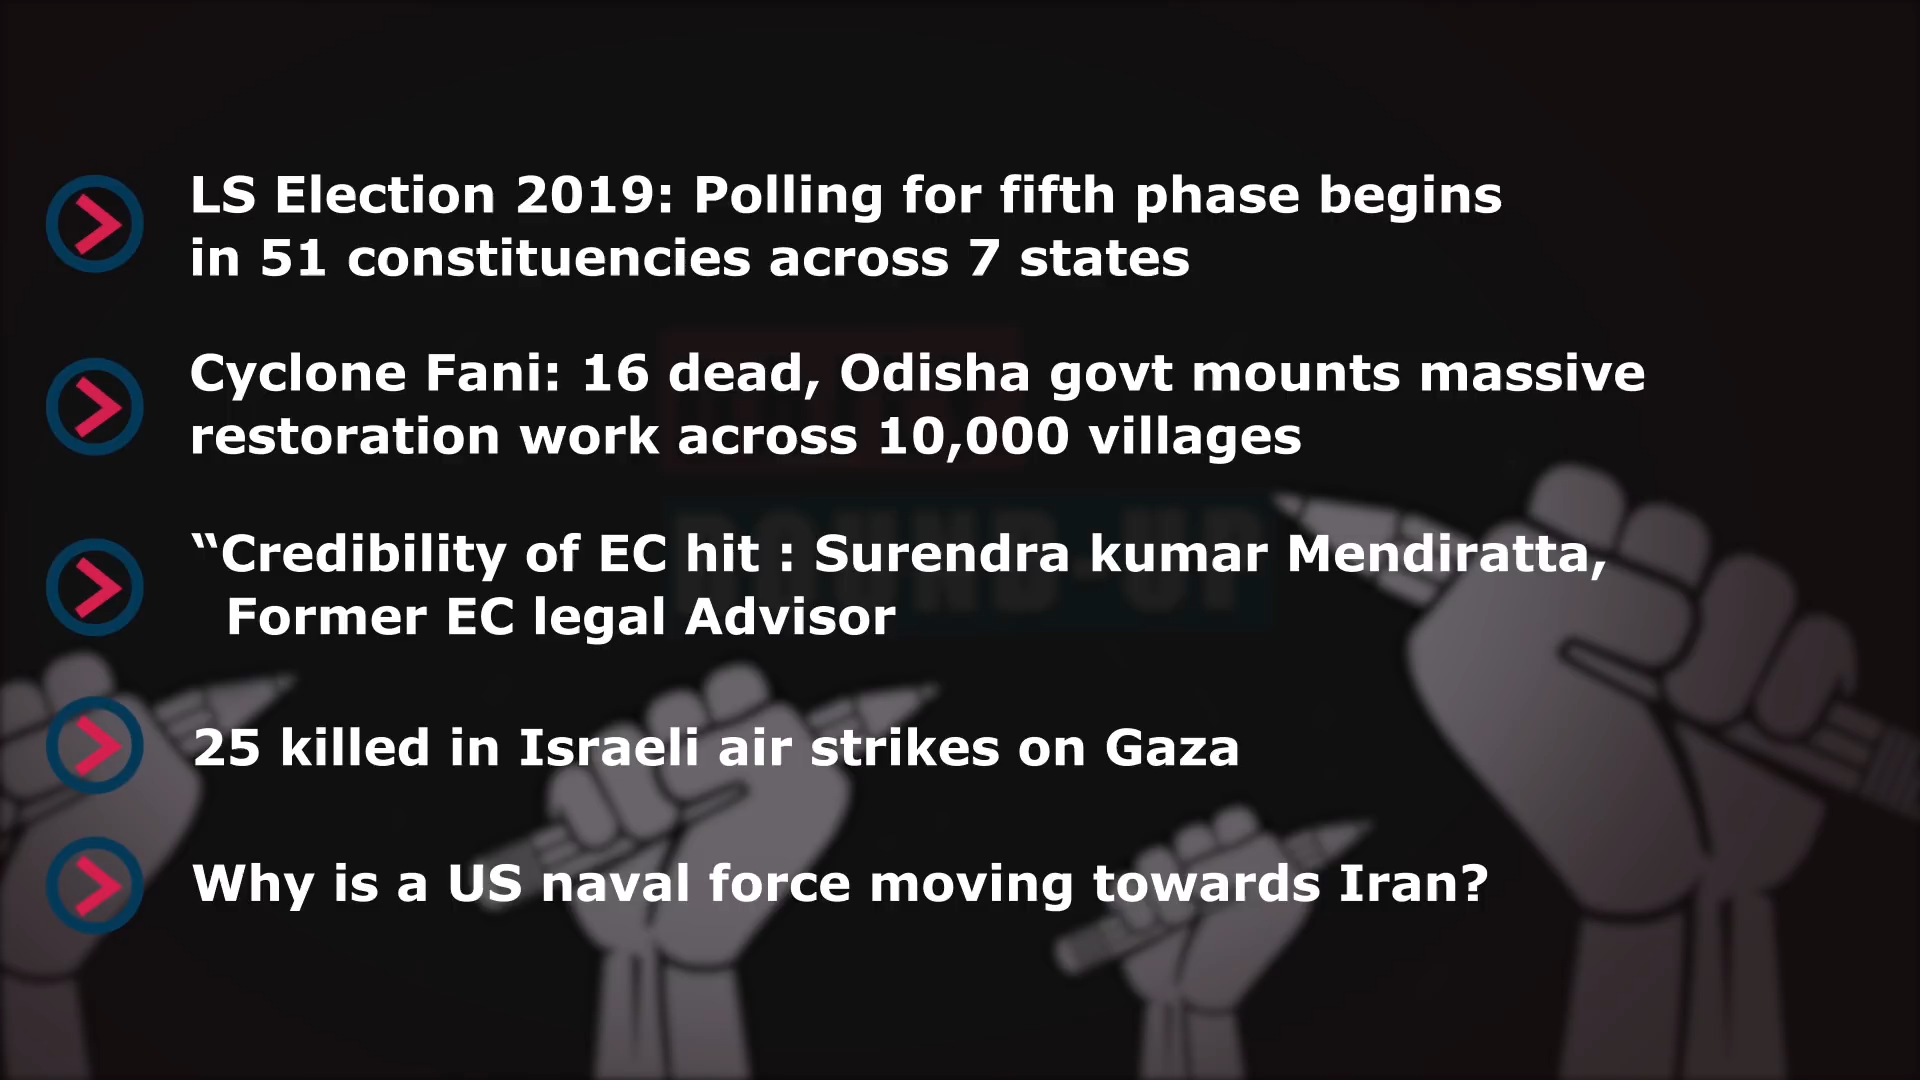 LS Election 2019: Polling for fifth phase begins
in 51 constituencies across 7 states
Cyclone Fani: 16 dead, Odisha govt mounts massive
restoration work across 10,000 villages
“Credibility of EC hit : Surendra kumar Mendiratta,
Former EC legal Advisor
25 killed in Israeli air strikes on Gaza
Why is a US naval force moving towards Iran?
ROUND-UP